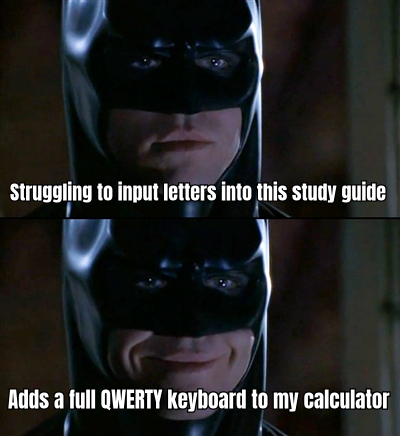 Struggling to input letters into this study guide
Adds a full QWERTY keyboard to my calculator